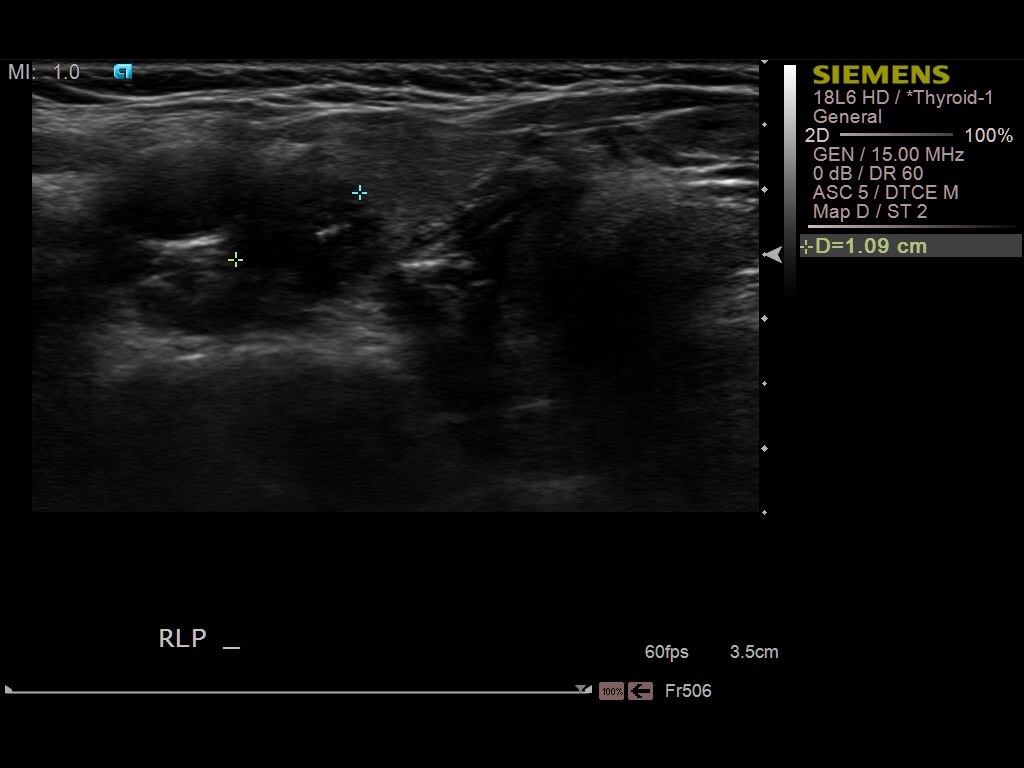 MI: 1.0
SIEMENS
18L6 HD / *Thyroid-1
General
2D 100%
GEN / 15.00 MHz
0 dB / DR 60
ASC 5 / DTCE M
Map D / ST 2
D=1.09 cm
RLP _
60fps 3.5cm
100% Fr506